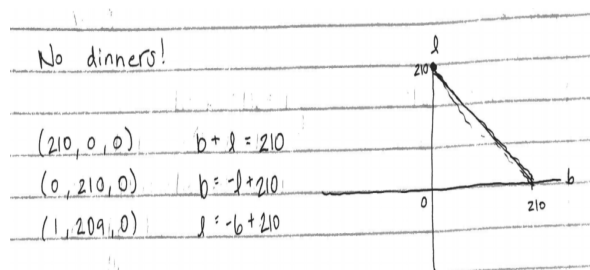 No dinners!
(210, 0, 0) b + l = 210
(0, 210, 0) b = -l + 210
(1, 209, 0) l = -b + 210
l
210
b
0
210